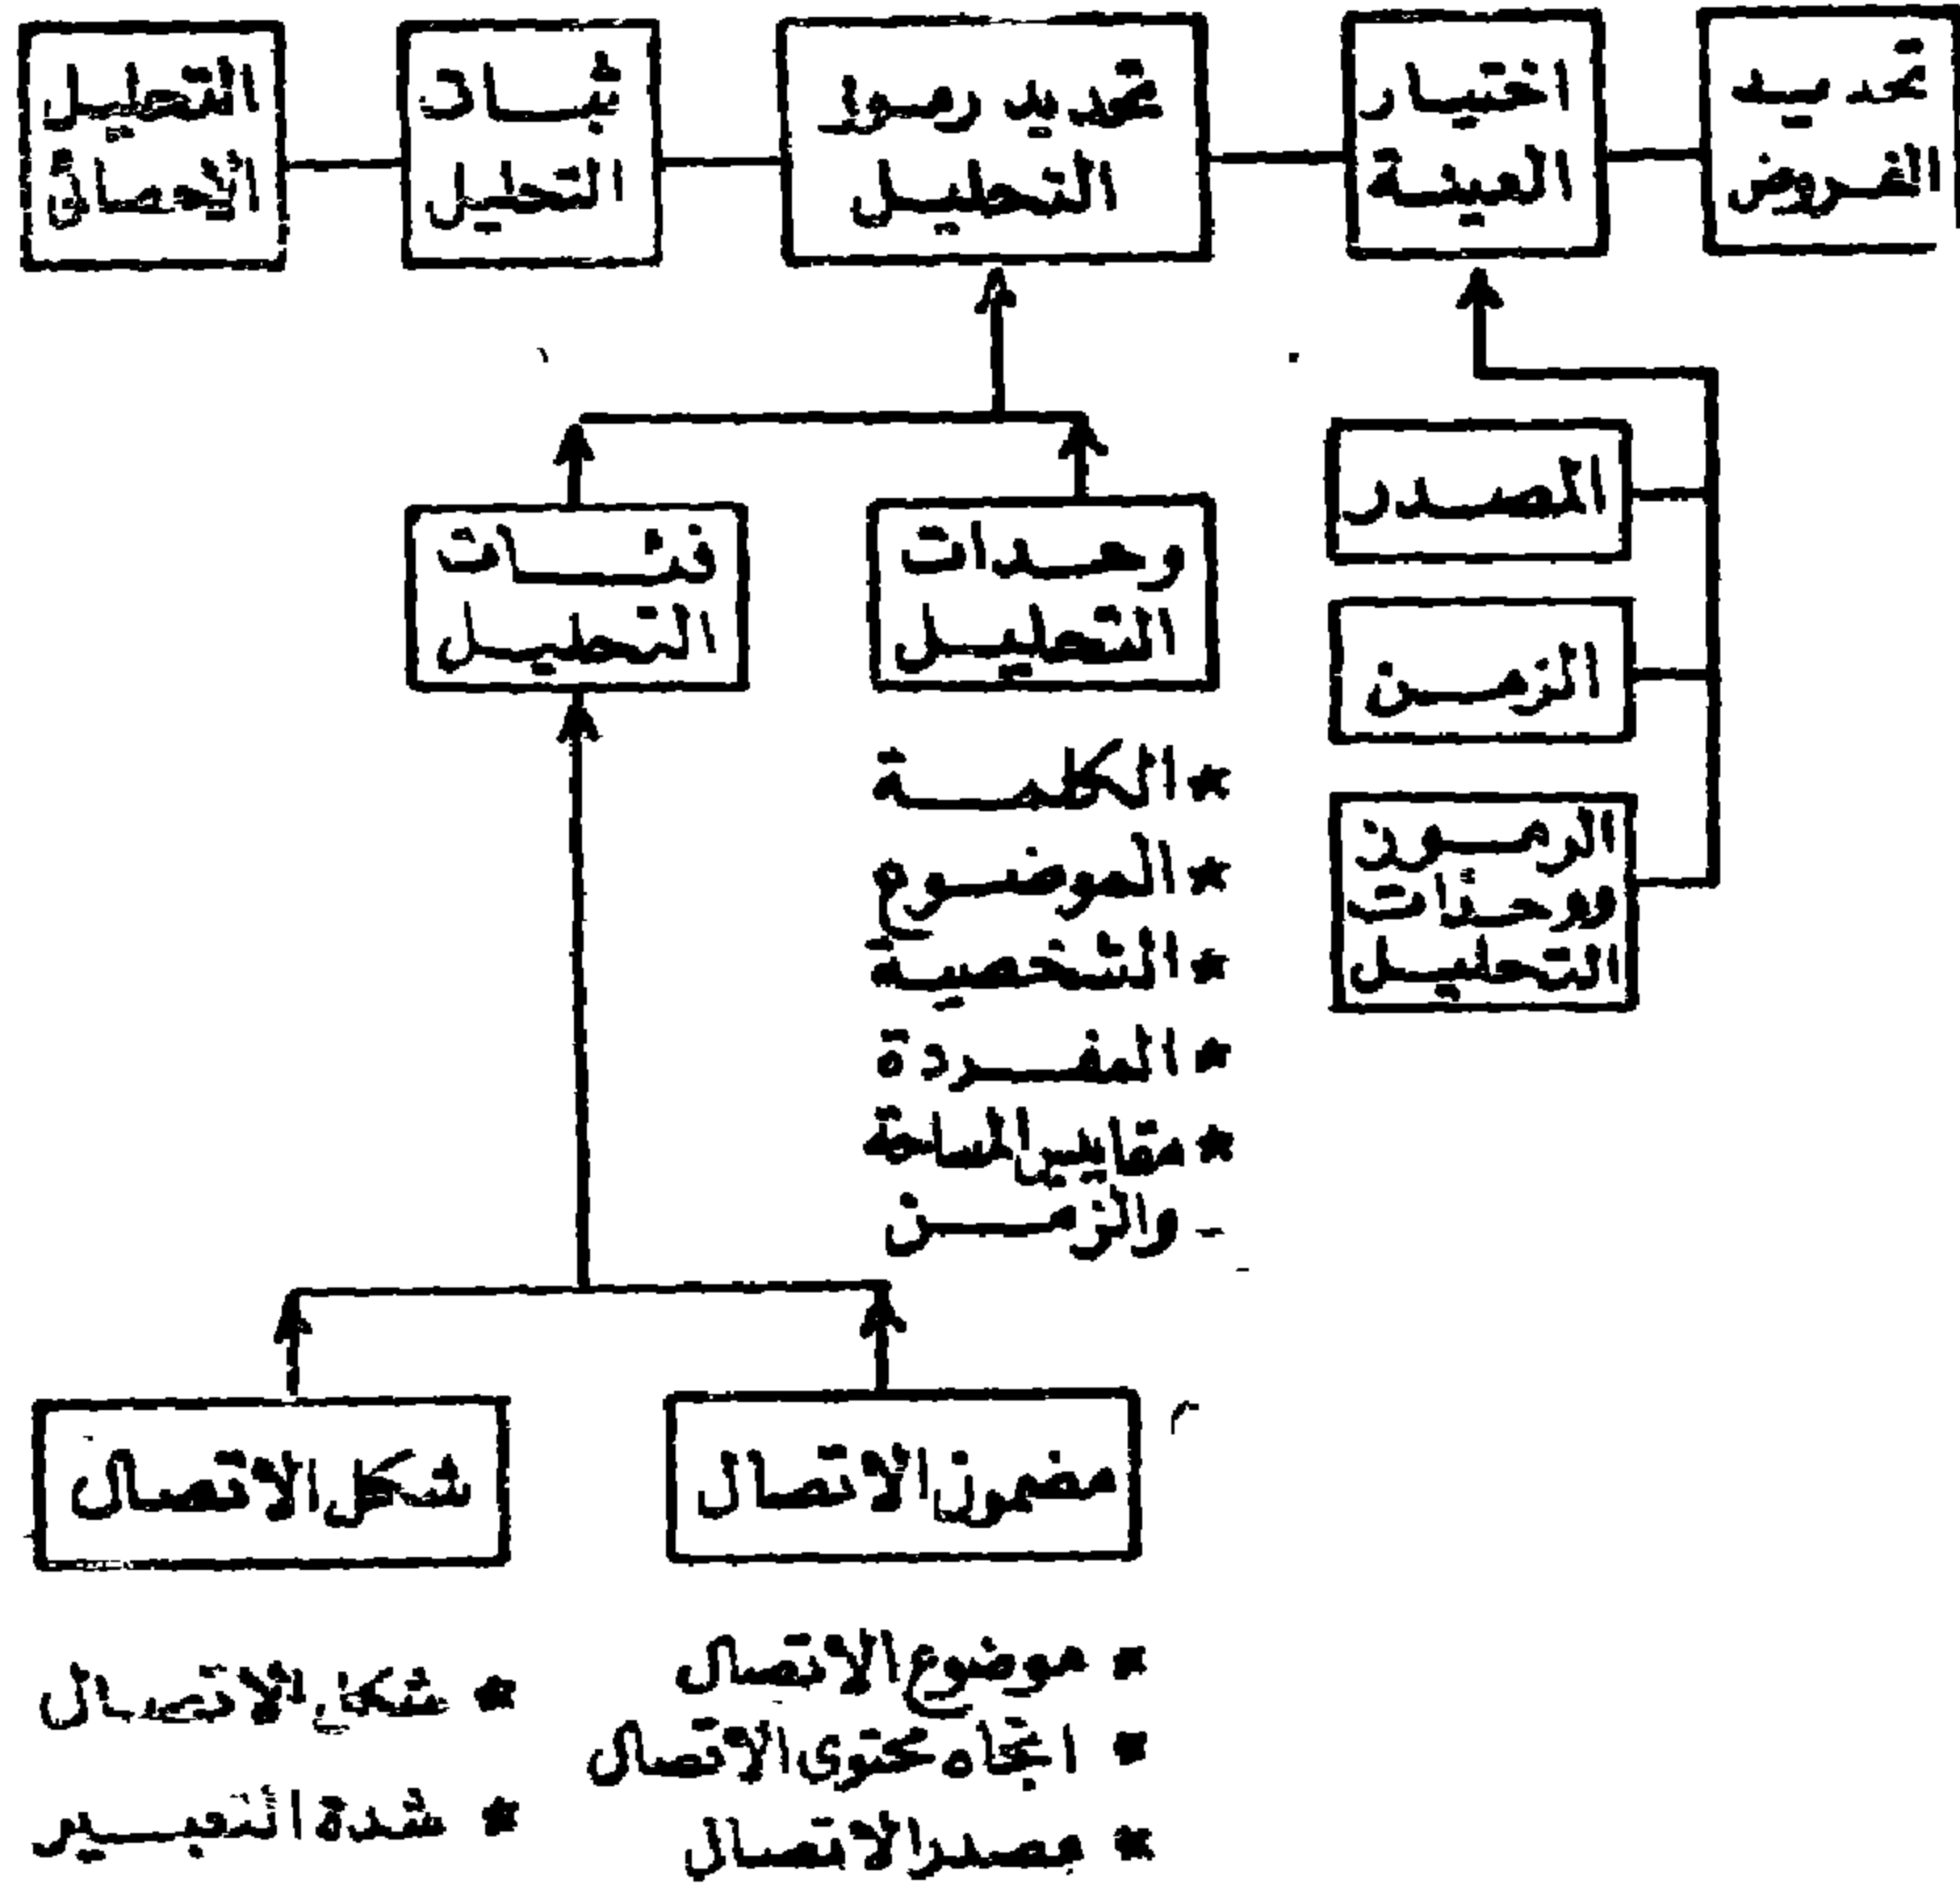 تحديد
الفروض
اختيار
العينة
تحديد رموز
التحليل
ثبات
التحليل
التحليل
الإحصائي
المصدر
الزمن
الرموز
ووحدات
التحليل
وحدات
التحليل
* الكلمة
* الموضوع
* الشخصية
* المفردة
* مقاييس المساحة
- والزمن
فئات
التحليل
مضمون الاتصال
* موضوع الاتصال
* اتجاه محتوى الاتصال
* مصدر الاتصال
شكل الاتصال
* شكل الاتصال
* شدة التعبير